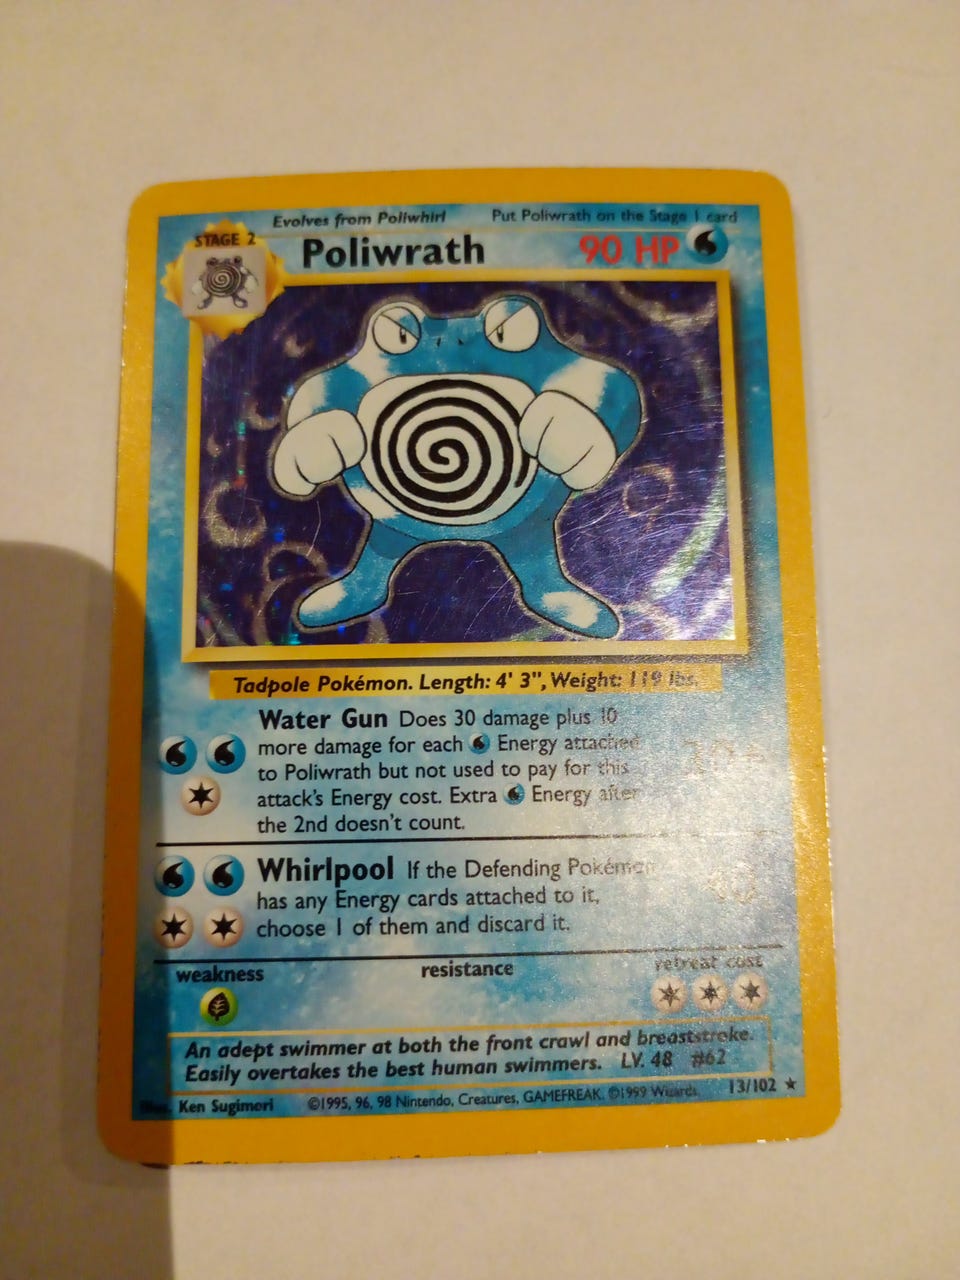 Evolves from Poliwhirl Put Poliwrath on the Stage 1 card
STAGE 2
Poliwrath 90 HP
Tadpole Pokémon. Length: 4' 3", Weight: 119 lbs.
Water Gun Does 30 damage plus 10
more damage for each Energy attached
to Poliwrath but not used to pay for this
attack's Energy cost. Extra Energy after
the 2nd doesn't count.
30+
Whirlpool If the Defending Pokémon
has any Energy cards attached to it,
choose 1 of them and discard it.
weakness resistance retreat cost
An adept swimmer at both the front crawl and breaststroke.
Easily overtakes the best human swimmers. LV. 48 #62
Illus. Ken Sugimori ©1995, 96, 98 Nintendo, Creatures, GAMEFREAK. ©1999 Wizards. 13/102 ★